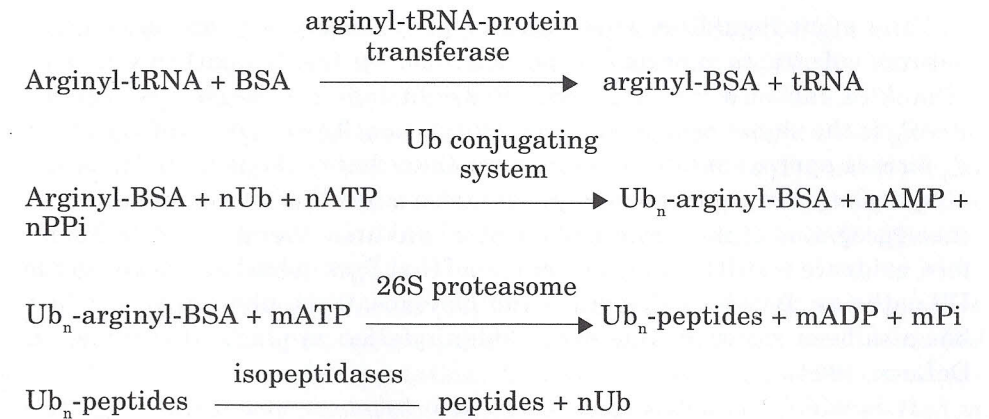 arginyl-tRNA-protein
transferase
Arginyl-tRNA + BSA ⟶ arginyl-BSA + tRNA
Ub conjugating
system
Arginyl-BSA + nUb + nATP ⟶ Ubₙ-arginyl-BSA + nAMP +
nPPi
26S proteasome
Ubₙ-arginyl-BSA + mATP ⟶ Ubₙ-peptides + mADP + mPi
isopeptidases
Ubₙ-peptides ⟶ peptides + nUb